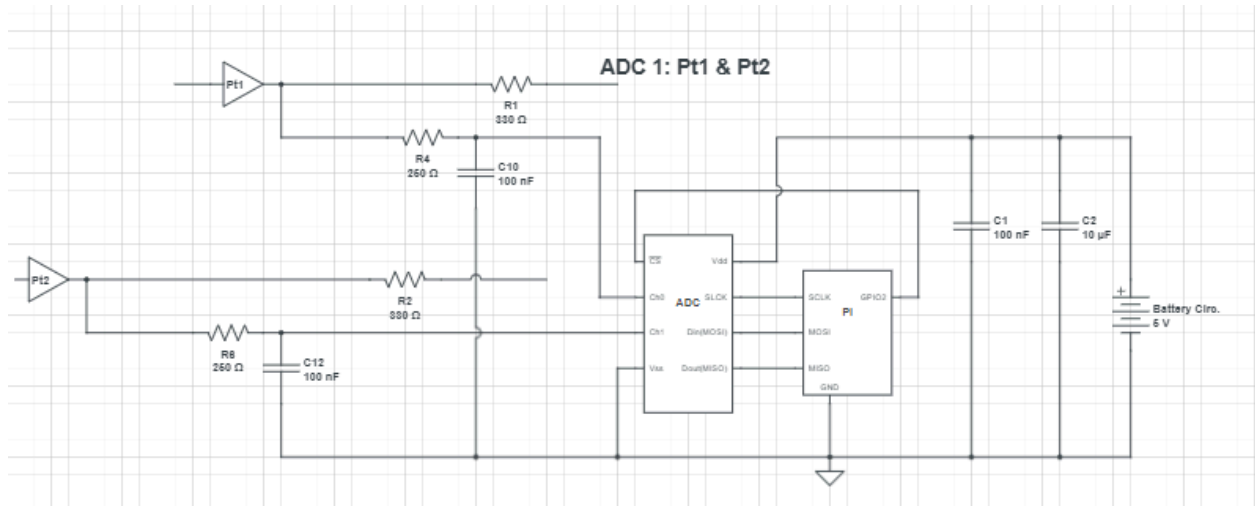 ADC 1: Pt1 & Pt2
Pt1
R1
330 Ω
R4
250 Ω
C10
100 nF
C1
100 nF
C2
10 µF
CS
Vdd
Pt2
R2
330 Ω
Ch0
ADC
SLCK
SCLK
GPIO2
PI
Battery Circ.
5 V
Ch1
Din(MOSI)
MOSI
R6
250 Ω
C12
100 nF
Vss
Dout(MISO)
MISO
GND